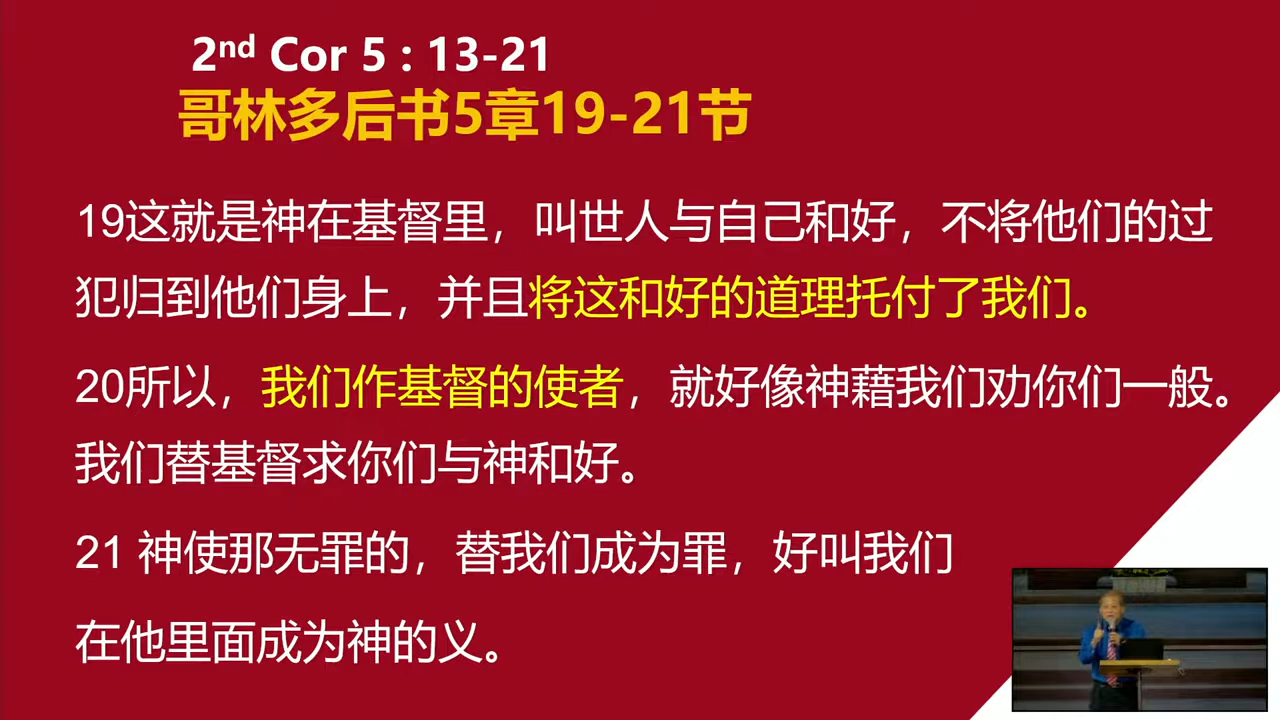 2nd Cor 5 : 13-21
哥林多后书5章19-21节
19这就是神在基督里，叫世人与自己和好，不将他们的过
犯归到他们身上，并且将这和好的道理托付了我们。
20所以，我们作基督的使者，就好像神藉我们劝你们一般。
我们替基督求你们与神和好。
21 神使那无罪的，替我们成为罪，好叫我们
在他里面成为神的义。